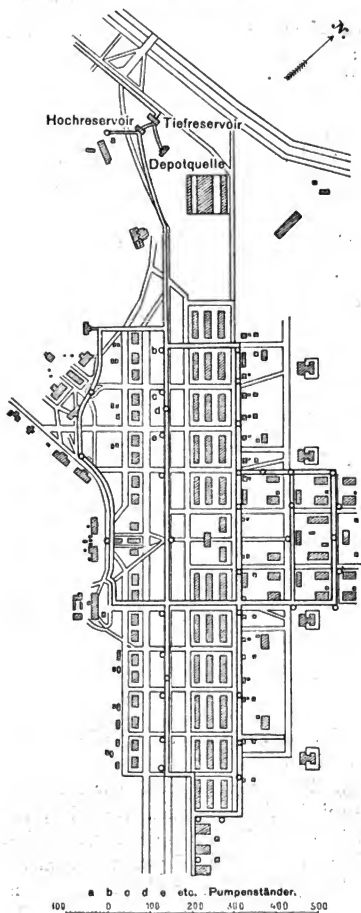 N.
Hochreservoir
Tiefreservoir
Depotquelle
b
c
d
e
a b c d e etc. Pumpenständer.
100 0 100 200 300 400 500